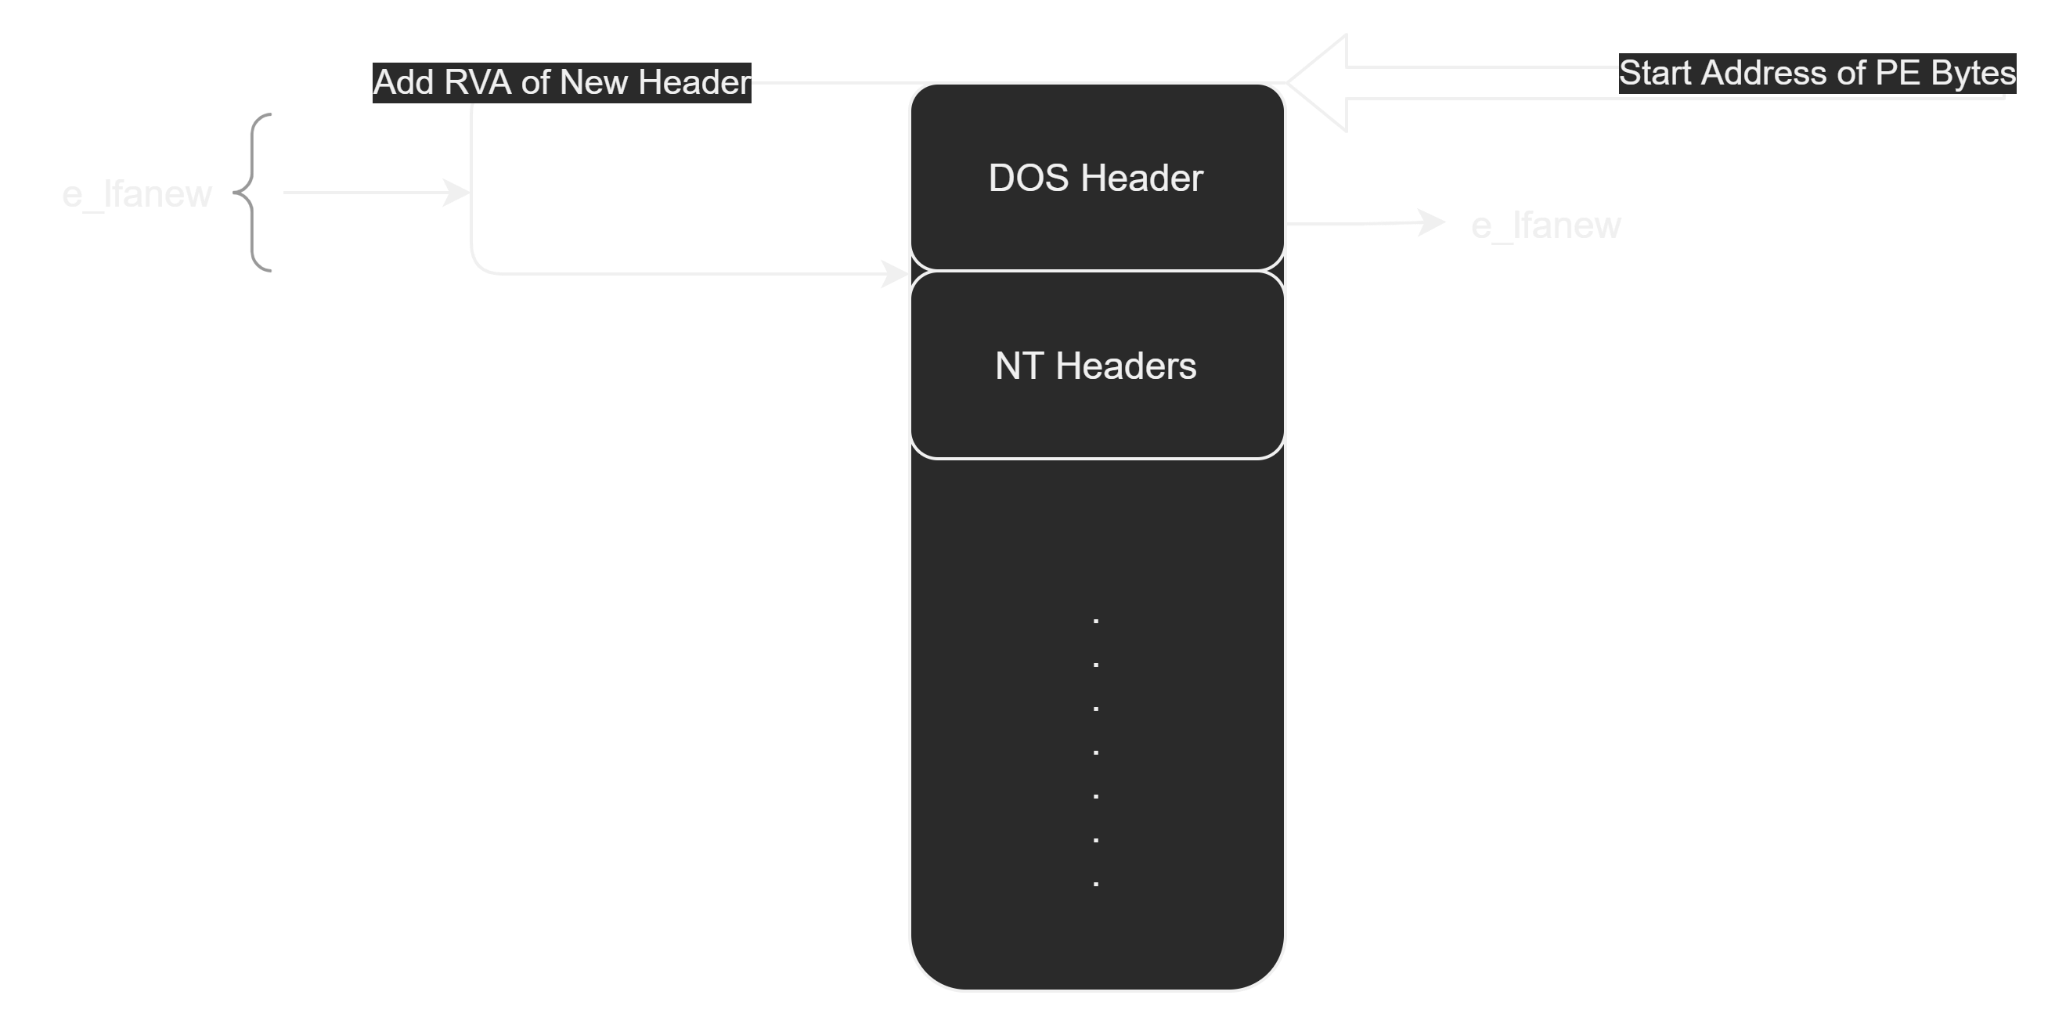 Add RVA of New Header
Start Address of PE Bytes
e_lfanew
DOS Header
e_lfanew
NT Headers
.
.
.
.
.
.
.